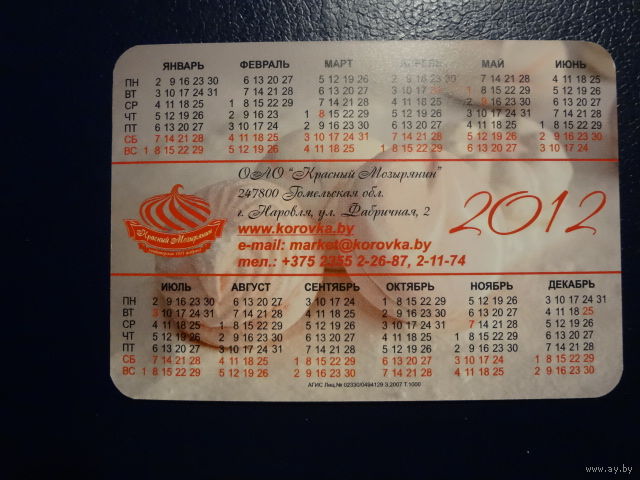 ЯНВАРЬ ФЕВРАЛЬ МАРТ АПРЕЛЬ МАЙ ИЮНЬ
ПН 2 9 16 23 30 6 13 20 27 5 12 19 26 2 9 16 23 30 7 14 21 28 4 11 18 25
ВТ 3 10 17 24 31 7 14 21 28 6 13 20 27 3 10 17 24 1 8 15 22 29 5 12 19 26
СР 4 11 18 25 1 8 15 22 29 7 14 21 28 4 11 18 25 2 9 16 23 30 6 13 20 27
ЧТ 5 12 19 26 2 9 16 23 1 8 15 22 29 5 12 19 26 3 10 17 24 31 7 14 21 28
ПТ 6 13 20 27 3 10 17 24 2 9 16 23 30 6 13 20 27 4 11 18 25 1 8 15 22 29
СБ 7 14 21 28 4 11 18 25 3 10 17 24 31 7 14 21 28 5 12 19 26 2 9 16 23 30
ВС 1 8 15 22 29 5 12 19 26 4 11 18 25 1 8 15 22 29 6 13 20 27 3 10 17 24
ОАО "Красный Мозырянин"
247800 Гомельская обл.
г. Наровля, ул. Фабричная, 2
www.korovka.by
e-mail: market@korovka.by
тел.: +375 2355 2-26-87, 2-11-74
2012
Красный Мозырянин
ИЮЛЬ АВГУСТ СЕНТЯБРЬ ОКТЯБРЬ НОЯБРЬ ДЕКАБРЬ
ПН 2 9 16 23 30 6 13 20 27 3 10 17 24 1 8 15 22 29 5 12 19 26 3 10 17 24 31
ВТ 3 10 17 24 31 7 14 21 28 4 11 18 25 2 9 16 23 30 6 13 20 27 4 11 18 25
СР 4 11 18 25 1 8 15 22 29 5 12 19 26 3 10 17 24 31 7 14 21 28 5 12 19 26
ЧТ 5 12 19 26 2 9 16 23 30 6 13 20 27 4 11 18 25 1 8 15 22 29 6 13 20 27
ПТ 6 13 20 27 3 10 17 24 31 7 14 21 28 5 12 19 26 2 9 16 23 30 7 14 21 28
СБ 7 14 21 28 4 11 18 25 1 8 15 22 29 6 13 20 27 3 10 17 24 1 8 15 22 29
ВС 1 8 15 22 29 5 12 19 26 2 9 16 23 30 7 14 21 28 4 11 18 25 2 9 16 23 30
АГИС Лиц.№ 02330/0494129 З.2007 Т.1000
www.ay.by